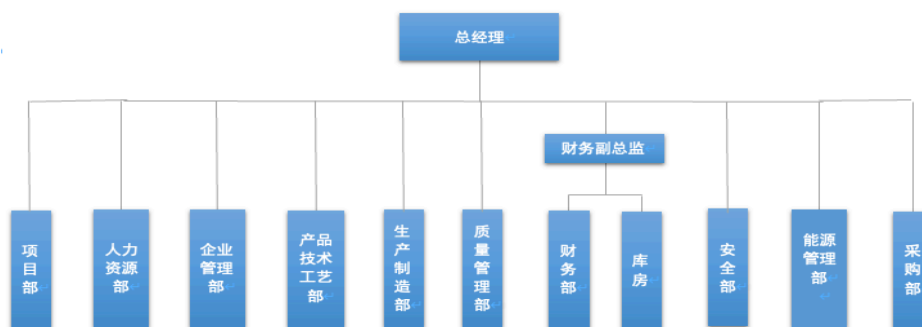 总经理
财务副总监
项
目
部
人力
资源
部
企业
管理
部
产品
技术
工艺
部
生
产
制
造
部
质
量
管
理
部
财
务
部
库
房
安
全
部
能源
管理
部
采
购
部